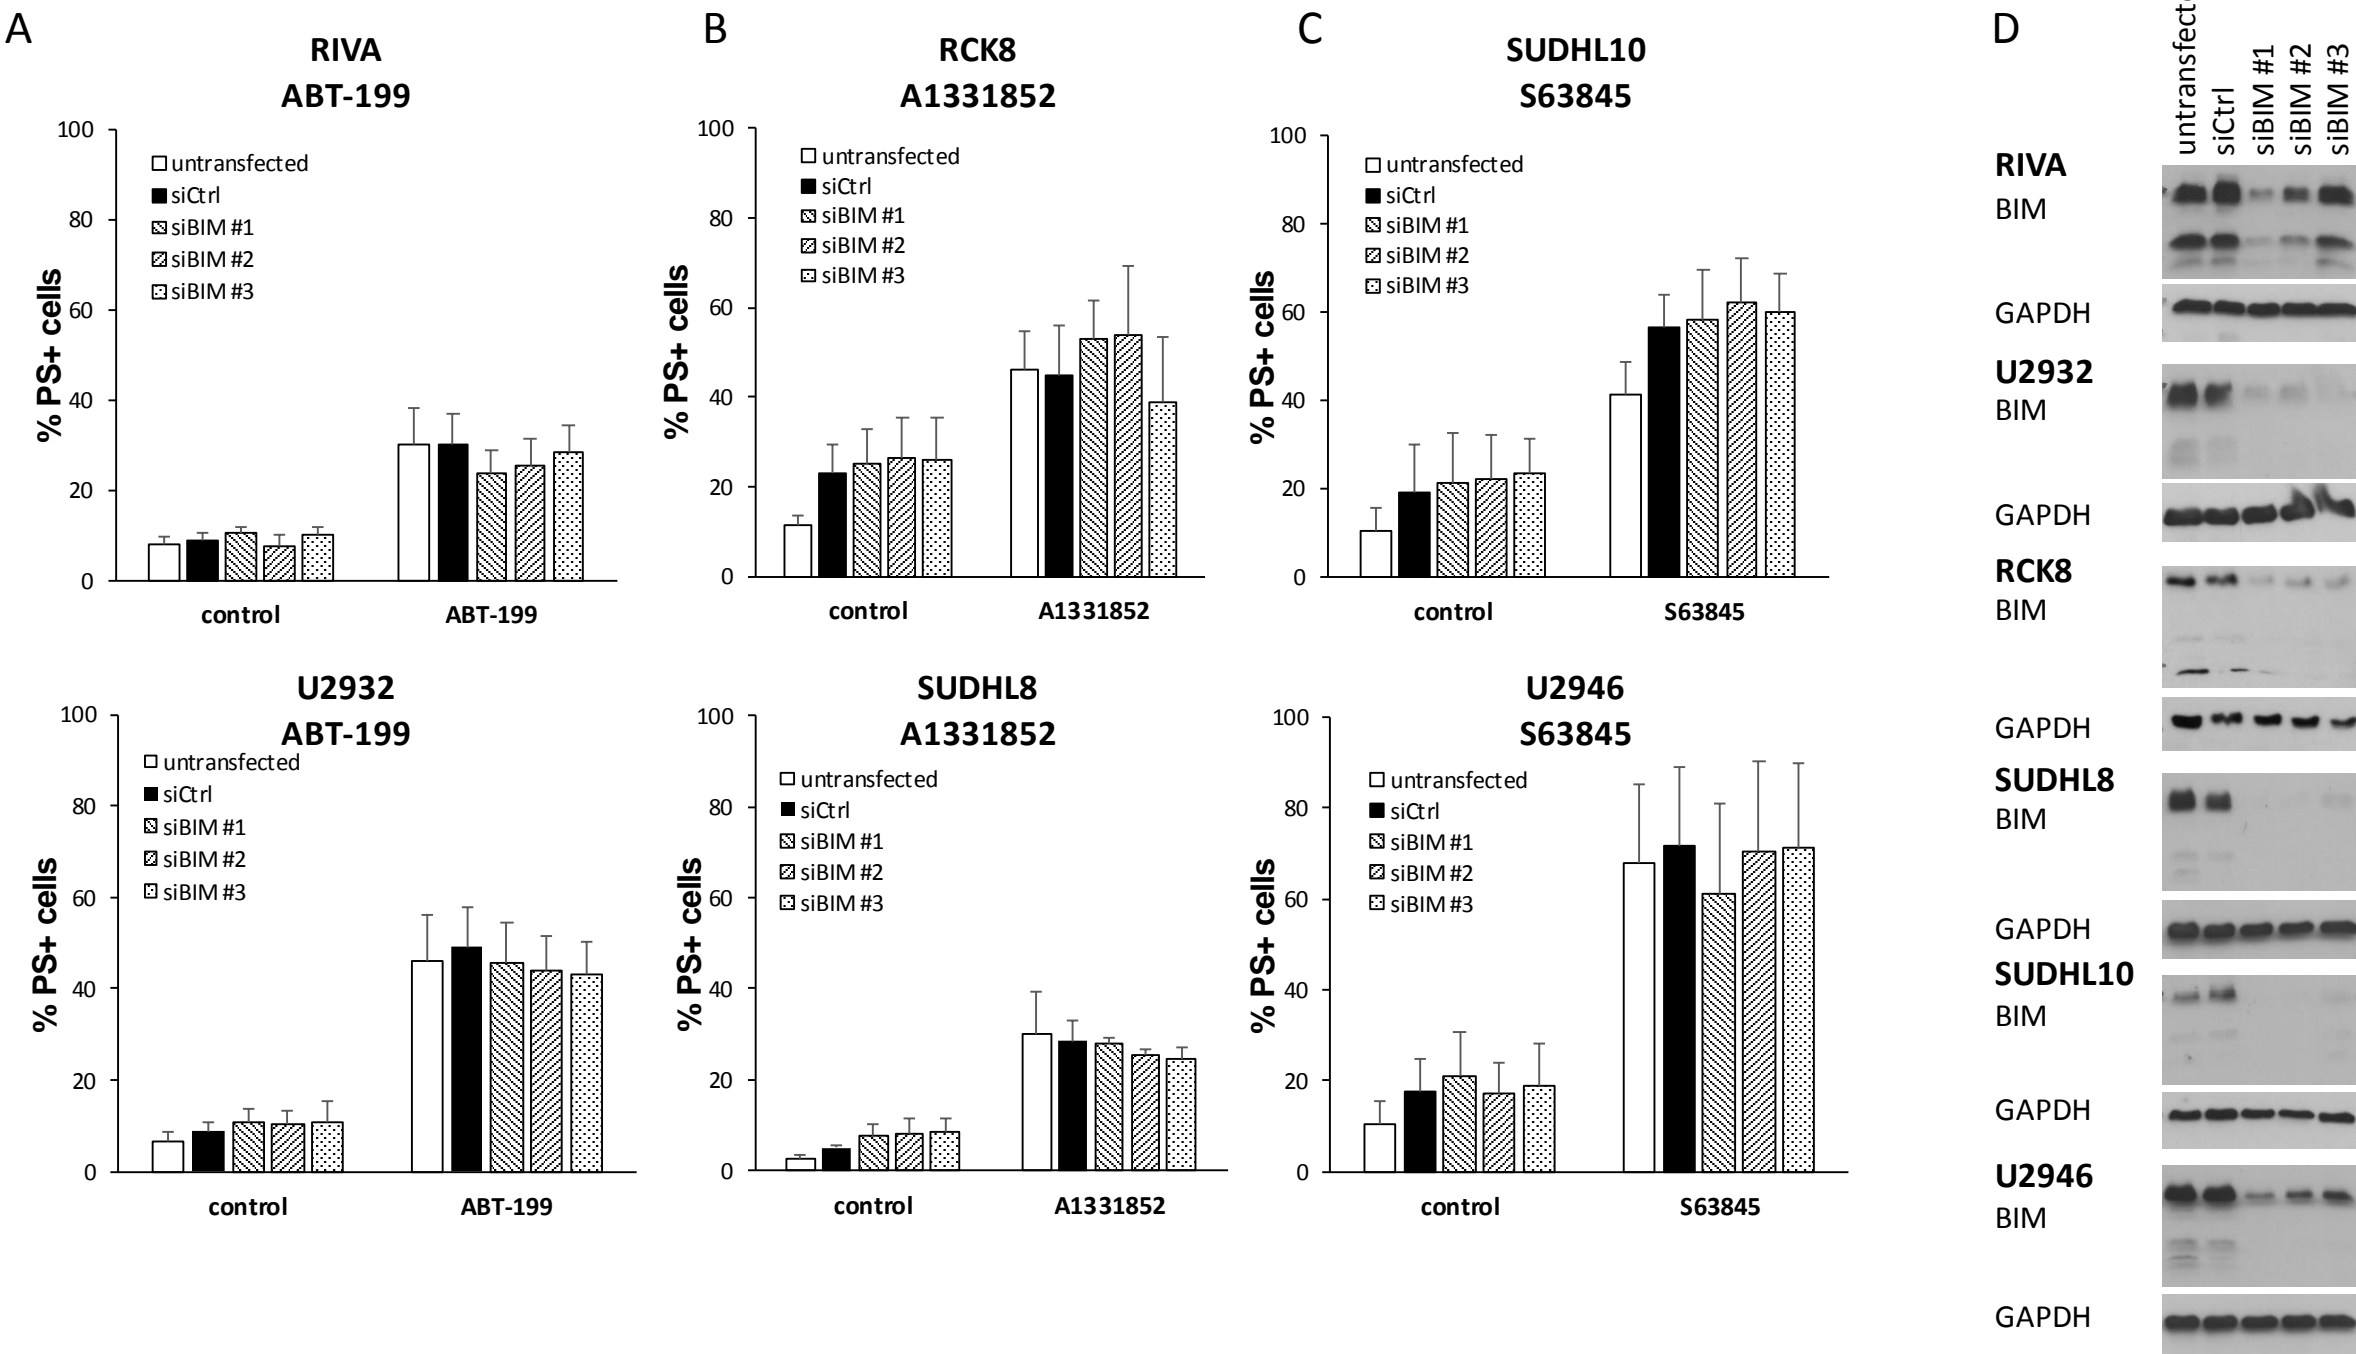 A
RIVA
ABT-199
% PS+ cells
100
80
60
40
20
0
untransfected
siCtrl
siBIM #1
siBIM #2
siBIM #3
control
ABT-199
U2932
ABT-199
% PS+ cells
100
80
60
40
20
0
untransfected
siCtrl
siBIM #1
siBIM #2
siBIM #3
control
ABT-199
B
RCK8
A1331852
% PS+ cells
100
80
60
40
20
0
untransfected
siCtrl
siBIM #1
siBIM #2
siBIM #3
control
A1331852
SUDHL8
A1331852
% PS+ cells
100
80
60
40
20
0
untransfected
siCtrl
siBIM #1
siBIM #2
siBIM #3
control
A1331852
C
SUDHL10
S63845
% PS+ cells
100
80
60
40
20
0
untransfected
siCtrl
siBIM #1
siBIM #2
siBIM #3
control
S63845
U2946
S63845
% PS+ cells
100
80
60
40
20
0
untransfected
siCtrl
siBIM #1
siBIM #2
siBIM #3
control
S63845
D
untransfect
siCtrl
siBIM #1
siBIM #2
siBIM #3
RIVA
BIM
GAPDH
U2932
BIM
GAPDH
RCK8
BIM
GAPDH
SUDHL8
BIM
GAPDH
SUDHL10
BIM
GAPDH
U2946
BIM
GAPDH